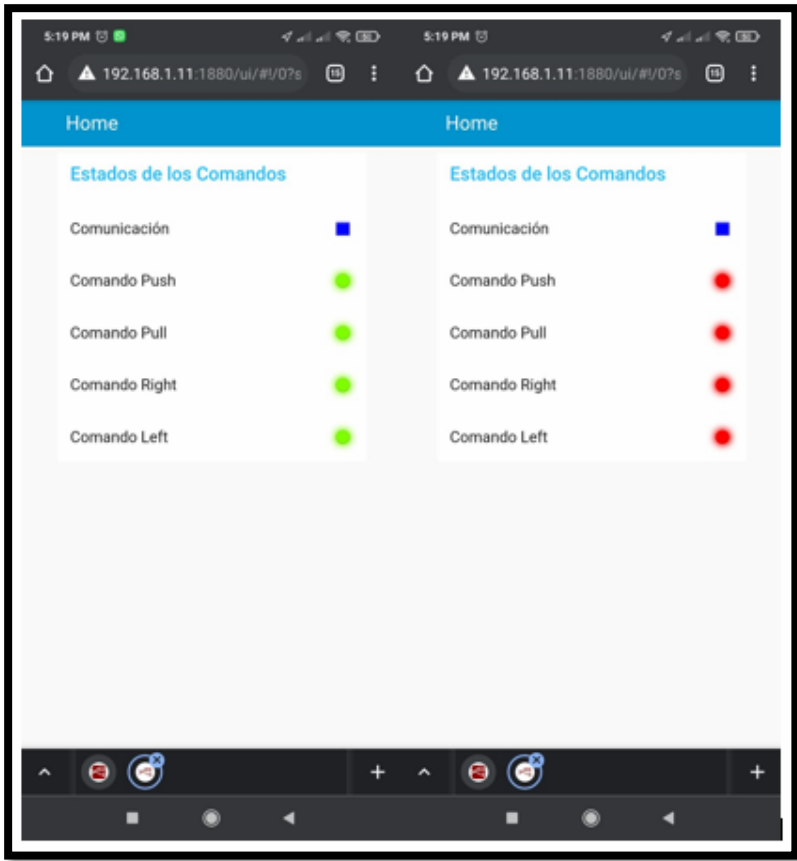 5:19 PM
192.168.1.11:1880/ui/#!/0?s
15
Home
Estados de los Comandos
Comunicación
Comando Push
Comando Pull
Comando Right
Comando Left
5:19 PM
192.168.1.11:1880/ui/#!/0?s
15
Home
Estados de los Comandos
Comunicación
Comando Push
Comando Pull
Comando Right
Comando Left